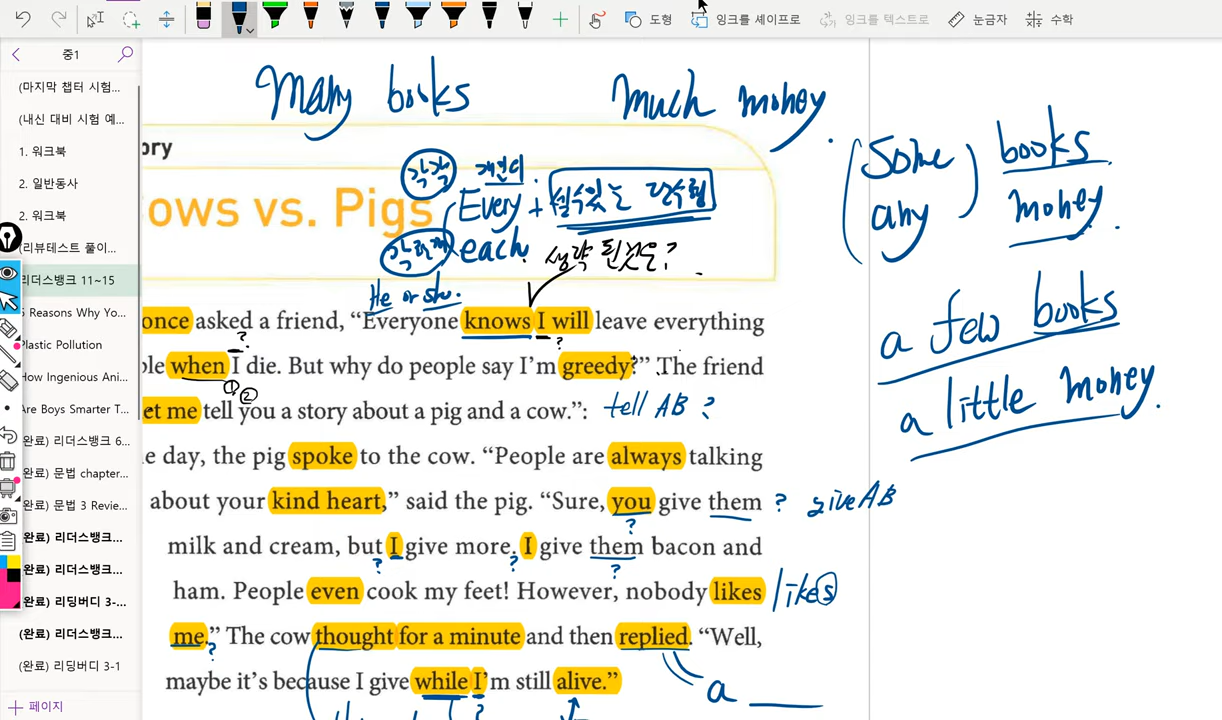 도형
잉크를 셰이프로
잉크를 텍스트로
눈금자
수학
중1
(마지막 챕터 시험...
(내신 대비 시험 예...
1. 워크북
2. 일반동사
2. 워크북
(리뷰테스트 풀이...
리더스뱅크 11~15
6 Reasons Why Yo...
Plastic Pollution
How Ingenious Ani...
Are Boys Smarter T...
(완료) 리더스뱅크 6...
(완료) 문법 chapter...
(완료) 문법 3 Revie...
(완료) 리더스뱅크...
(완료) 리더스뱅크...
(완료) 리딩버디 3-...
(완료) 리더스뱅크...
(완료) 리딩버디 3-1
페이지
Many books
Much money.
ory
ows vs. Pigs
각각
개인디.
Every + 셀수있는 단수형
each.
생략 된것은?
He or she.
once asked a friend, “Everyone knows I will leave everything
?
?
ple when I die. But why do people say I’m greedy?” The friend
① ②
et me tell you a story about a pig and a cow.”: tell AB ?
e day, the pig spoke to the cow. “People are always talking
about your kind heart,” said the pig. “Sure, you give them ? give AB
?
milk and cream, but I give more. I give them bacon and
? ? ?
ham. People even cook my feet! However, nobody likes likes
me.” The cow thought for a minute and then replied. “Well,
?
maybe it’s because I give while I’m still alive.”
a
?
(some
any) books
money.
a few books
a little money.